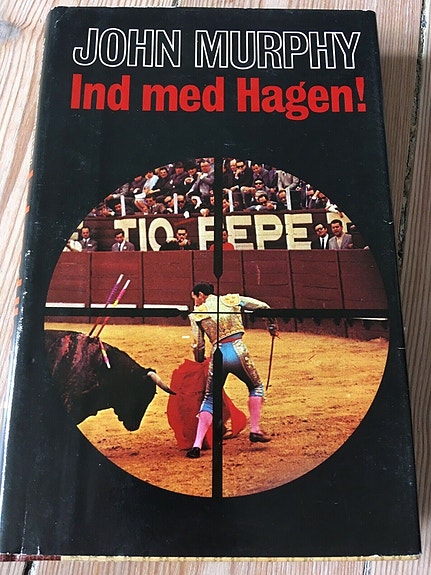 JOHN MURPHY
Ind med Hagen!
TIO PEPE